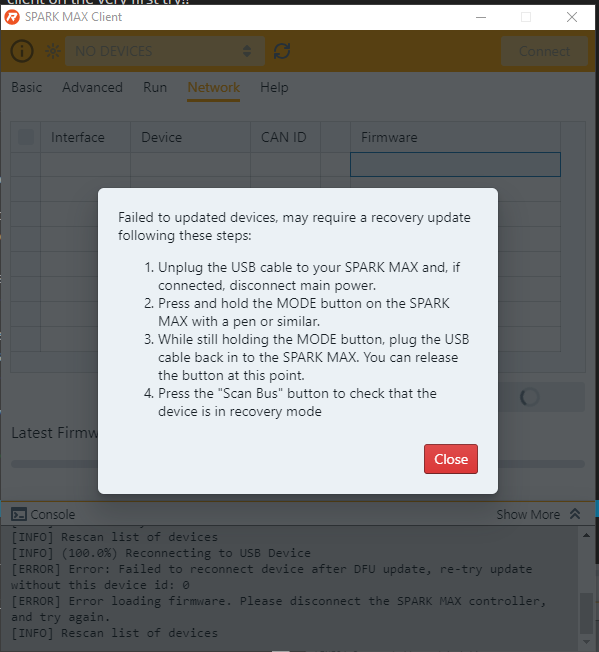 client on the very first try!!
SPARK MAX Client
NO DEVICES
Connect
Basic Advanced Run Network Help
Interface Device CAN ID Firmware
Failed to updated devices, may require a recovery update
following these steps:
1. Unplug the USB cable to your SPARK MAX and, if
connected, disconnect main power.
2. Press and hold the MODE button on the SPARK
MAX with a pen or similar.
3. While still holding the MODE button, plug the USB
cable back in to the SPARK MAX. You can release
the button at this point.
4. Press the "Scan Bus" button to check that the
device is in recovery mode
Close
Latest Firmw
Console Show More
[INFO] Rescan list of devices
[INFO] (100.0%) Reconnecting to USB Device
[ERROR] Error: Failed to reconnect device after DFU update, re-try update
without this device id: 0
[ERROR] Error loading firmware. Please disconnect the SPARK MAX controller,
and try again.
[INFO] Rescan list of devices